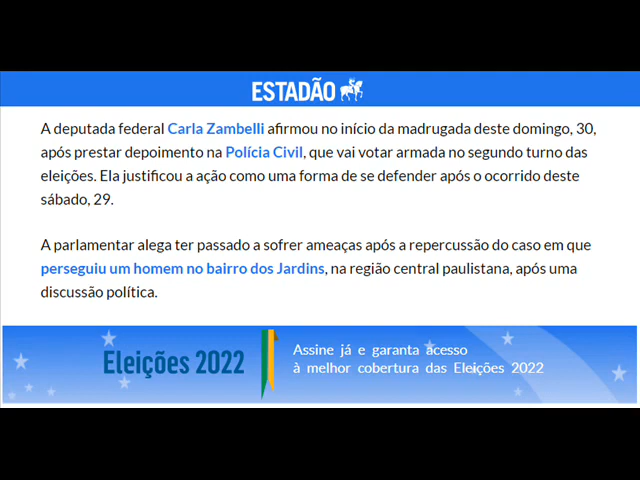 ESTADÃO
A deputada federal Carla Zambelli afirmou no início da madrugada deste domingo, 30,
após prestar depoimento na Polícia Civil, que vai votar armada no segundo turno das
eleições. Ela justificou a ação como uma forma de se defender após o ocorrido deste
sábado, 29.
A parlamentar alega ter passado a sofrer ameaças após a repercussão do caso em que
perseguiu um homem no bairro dos Jardins, na região central paulistana, após uma
discussão política.
Eleições 2022
Assine já e garanta acesso
à melhor cobertura das Eleições 2022